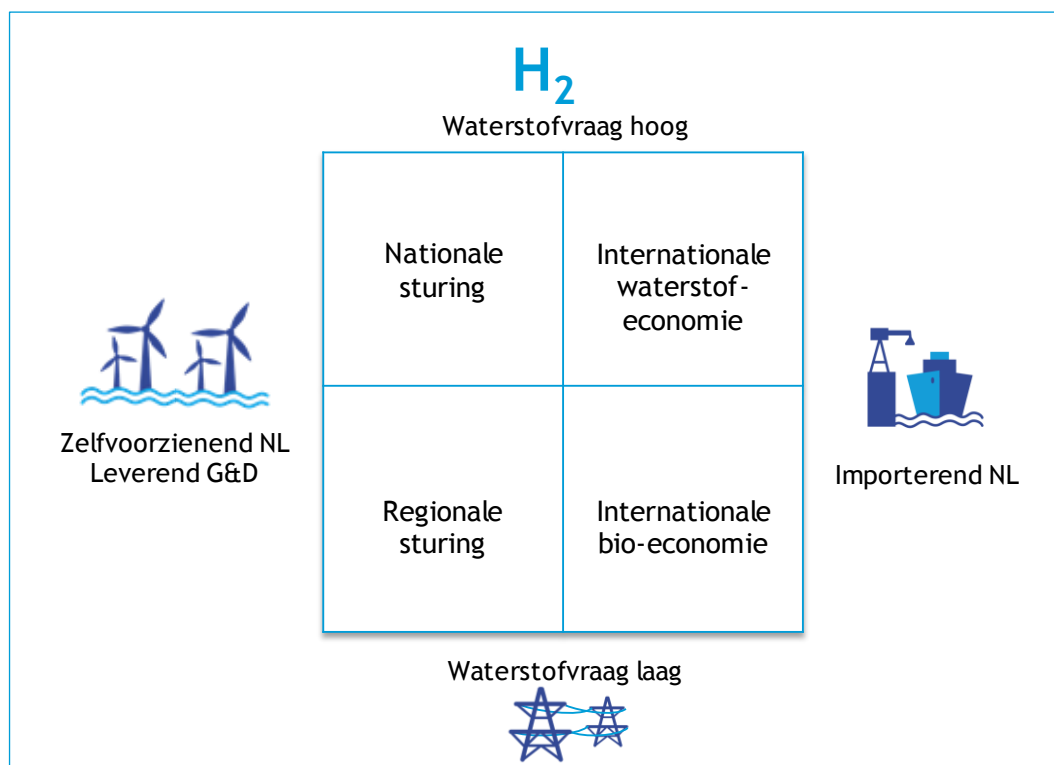 H₂
Waterstofvraag hoog
Nationale
sturing
Internationale
waterstof-
economie
Zelfvoorzienend NL
Leverend G&D
Importerend NL
Regionale
sturing
Internationale
bio-economie
Waterstofvraag laag